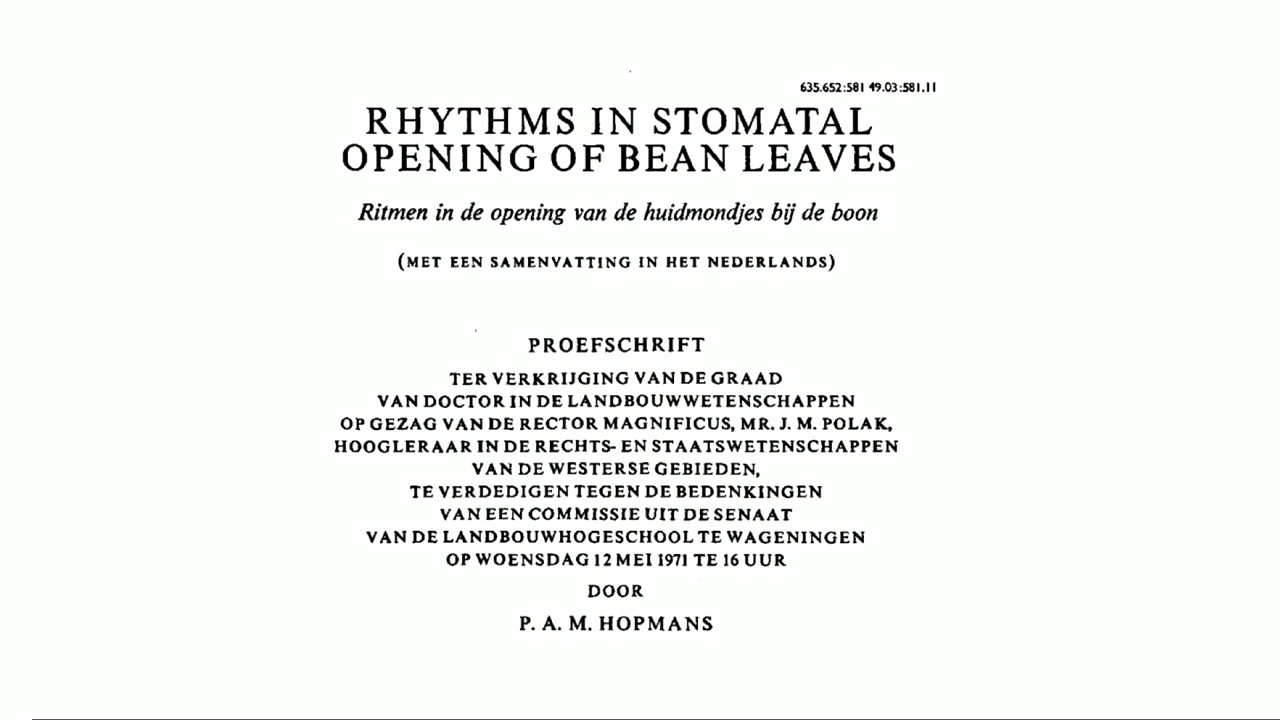 635.652:581 49.03:581.11
RHYTHMS IN STOMATAL
OPENING OF BEAN LEAVES
Ritmen in de opening van de huidmondjes bij de boon
(MET EEN SAMENVATTING IN HET NEDERLANDS)
PROEFSCHRIFT
TER VERKRIJGING VAN DE GRAAD
VAN DOCTOR IN DE LANDBOUWWETENSCHAPPEN
OP GEZAG VAN DE RECTOR MAGNIFICUS, MR. J. M. POLAK,
HOOGLERAAR IN DE RECHTS- EN STAATSWETENSCHAPPEN
VAN DE WESTERSE GEBIEDEN,
TE VERDEDIGEN TEGEN DE BEDENKINGEN
VAN EEN COMMISSIE UIT DE SENAAT
VAN DE LANDBOUWHOGESCHOOL TE WAGENINGEN
OP WOENSDAG 12 MEI 1971 TE 16 UUR
DOOR
P. A. M. HOPMANS